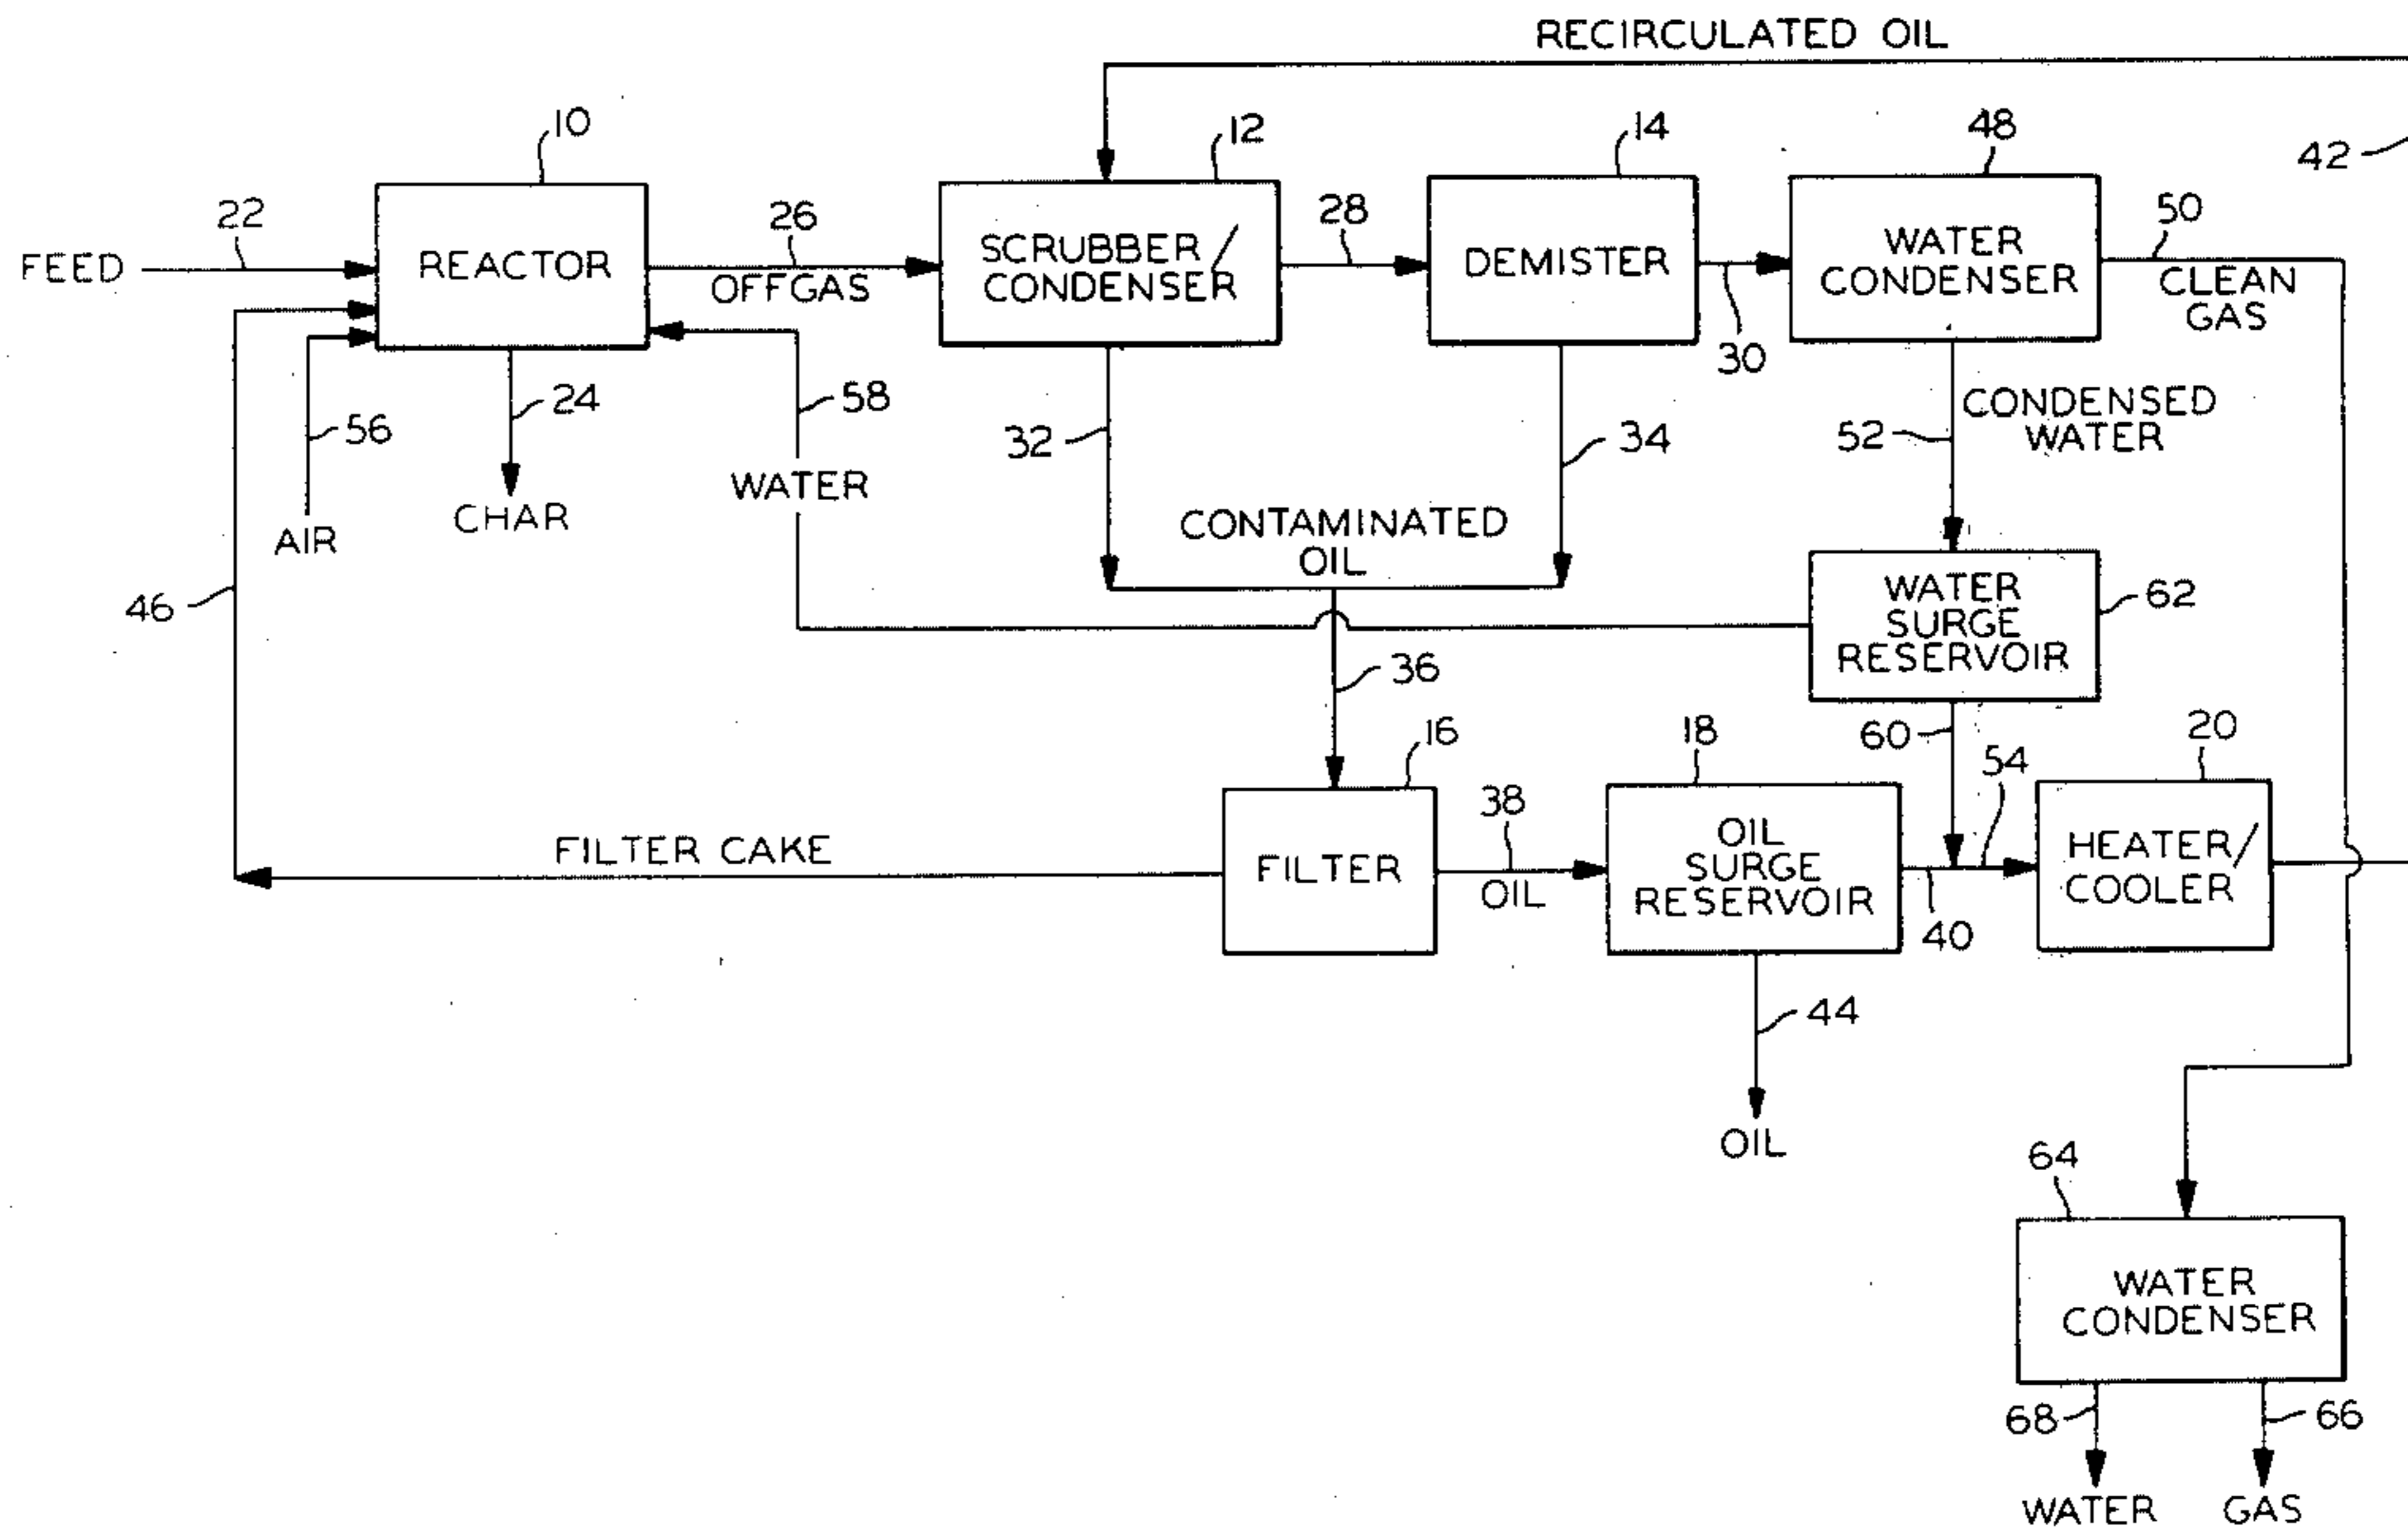 RECIRCULATED OIL
10
12
14
48
42
22
26
28
50
FEED
REACTOR
OFFGAS
SCRUBBER/
CONDENSER
DEMISTER
30
WATER
CONDENSER
CLEAN
GAS
56
24
58
32
34
52
CONDENSED
WATER
AIR
CHAR
WATER
CONTAMINATED
OIL
46
36
WATER
SURGE
RESERVOIR
62
16
18
60
54
20
FILTER CAKE
FILTER
38
OIL
OIL
SURGE
RESERVOIR
40
HEATER/
COOLER
44
OIL
64
WATER
CONDENSER
68
66
WATER
GAS